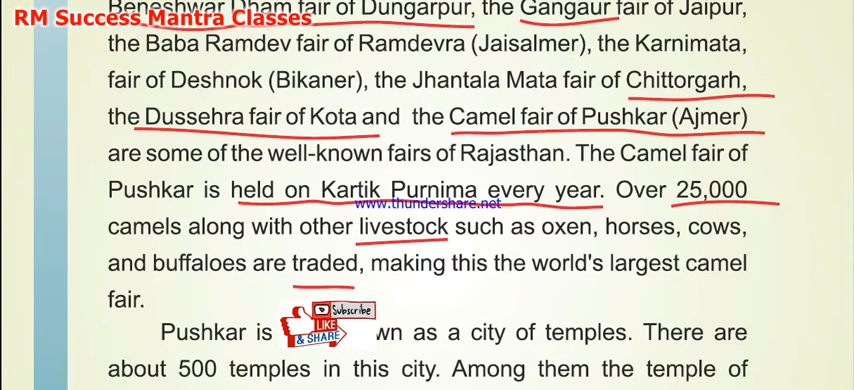 Beneshwar Dham fair of Dungarpur, the Gangaur fair of Jaipur,
RM Success Mantra Classes
the Baba Ramdev fair of Ramdevra (Jaisalmer), the Karnimata,
fair of Deshnok (Bikaner), the Jhantala Mata fair of Chittorgarh,
the Dussehra fair of Kota and the Camel fair of Pushkar (Ajmer)
are some of the well-known fairs of Rajasthan. The Camel fair of
Pushkar is held on Kartik Purnima every year. Over 25,000
www.thundershare.net
camels along with other livestock such as oxen, horses, cows,
and buffaloes are traded, making this the world's largest camel
fair.
Subscribe
LIKE
& SHARE
Pushkar is wn as a city of temples. There are
about 500 temples in this city. Among them the temple of